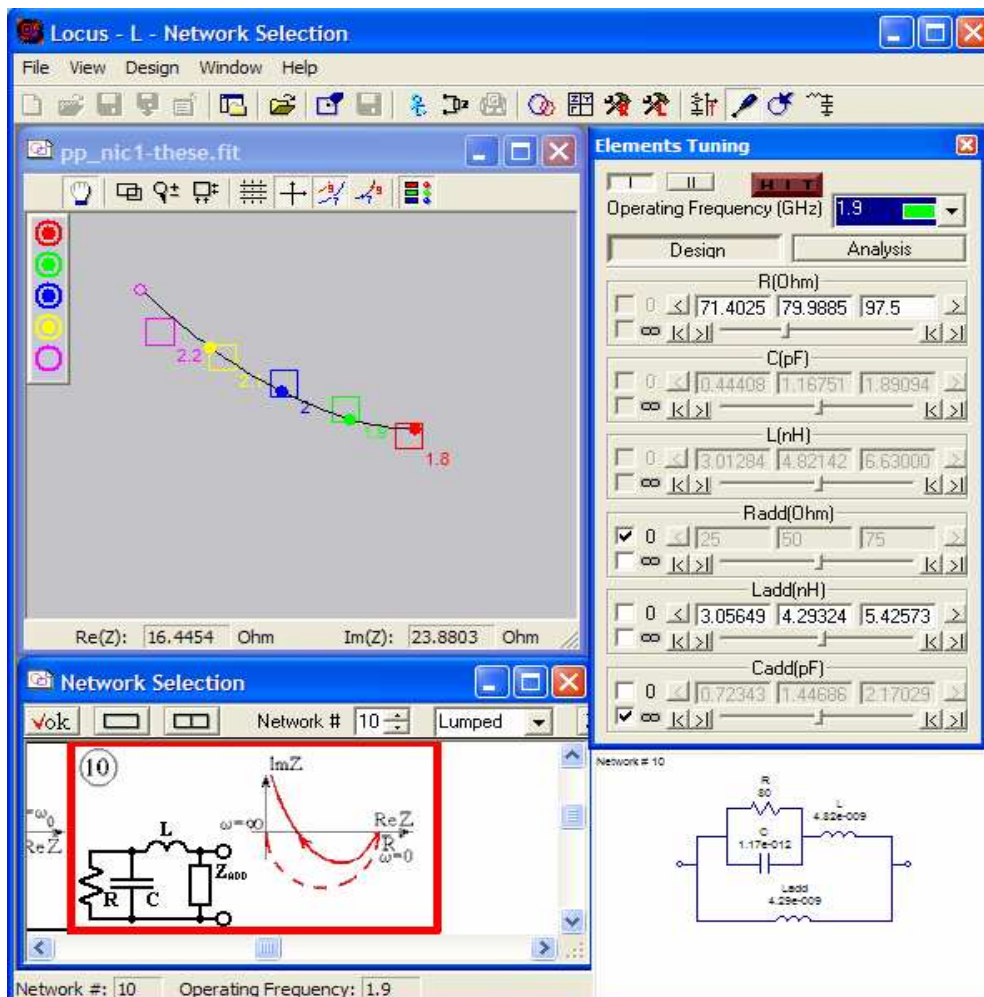 Locus - L - Network Selection
File View Design Window Help
pp_nic1-these.fit
2.2
2.1
2
1.9
1.8
Re(Z): 16.4454 Ohm Im(Z): 23.8803 Ohm
Elements Tuning
I II H I T
Operating Frequency (GHz) 1.9
Design Analysis
R(Ohm)
0 < 71.4025 79.9885 97.5 >
∞ |< >| |< >|
C(pF)
0 < 0.44408 1.16751 1.89094 >
∞ |< >| |< >|
L(nH)
0 < 3.01284 4.82142 6.63000 >
∞ |< >| |< >|
Radd(Ohm)
0 < 25 50 75 >
∞ |< >| |< >|
Ladd(nH)
0 < 3.05649 4.29324 5.42573 >
∞ |< >| |< >|
Cadd(pF)
0 < 0.72343 1.44686 2.17029 >
∞ |< >| |< >|
Network Selection
ok Network # 10 Lumped
=ω0
ReZ
10
L
R
C
ZADD
ImZ
ω=∞
ReZ
R
ω=0
Network # 10
R
80
C
1.17e-012
L
4.82e-009
Ladd
4.29e-009
Network #: 10 Operating Frequency: 1.9